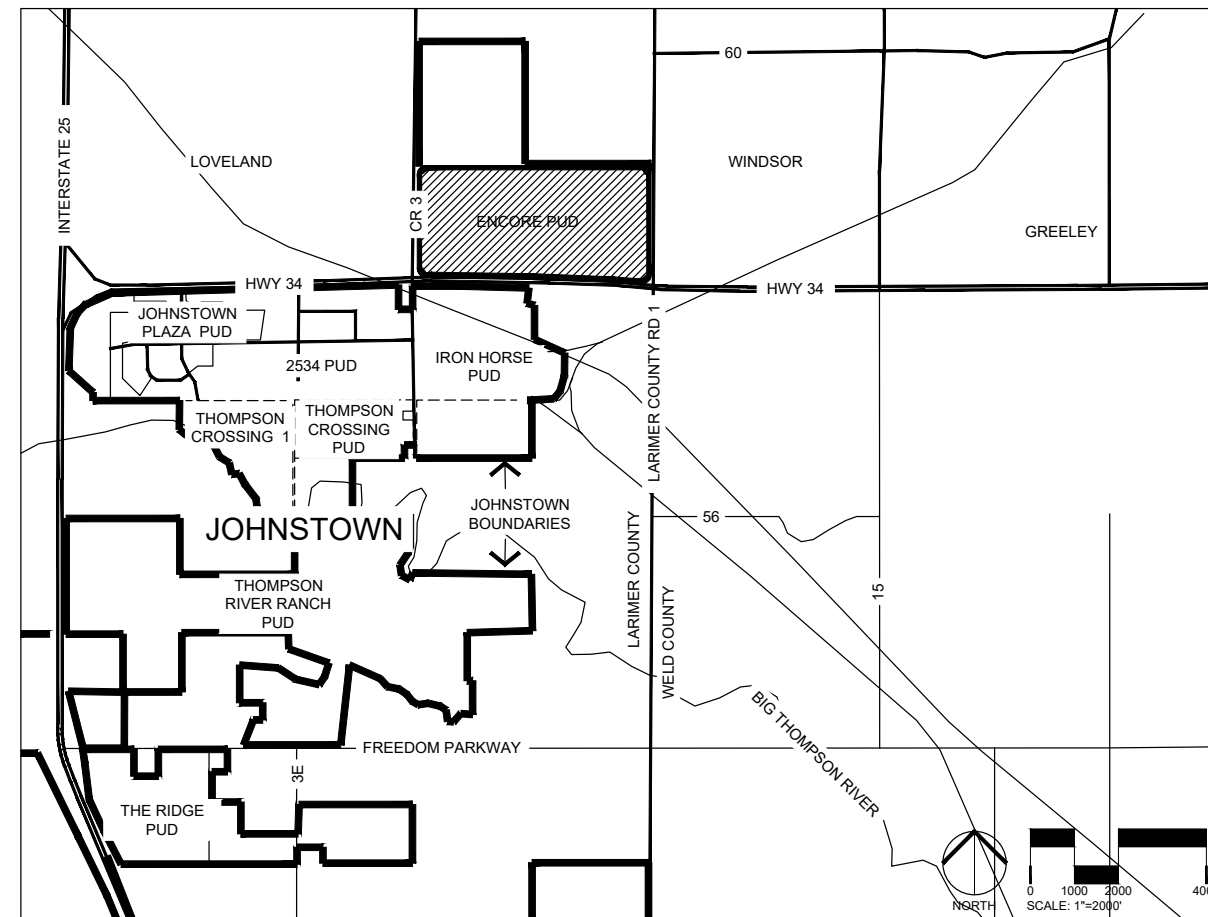 60
INTERSTATE 25
LOVELAND
WINDSOR
CR 3
ENCORE PUD
GREELEY
HWY 34
HWY 34
JOHNSTOWN
PLAZA PUD
2534 PUD
IRON HORSE
PUD
LARIMER COUNTY RD 1
THOMPSON
CROSSING 1
THOMPSON
CROSSING
PUD
JOHNSTOWN
JOHNSTOWN
BOUNDARIES
56
THOMPSON
RIVER RANCH
PUD
LARIMER COUNTY
WELD COUNTY
15
BIG THOMPSON RIVER
FREEDOM PARKWAY
3E
THE RIDGE
PUD
NORTH
0 1000 2000
SCALE: 1"=2000'